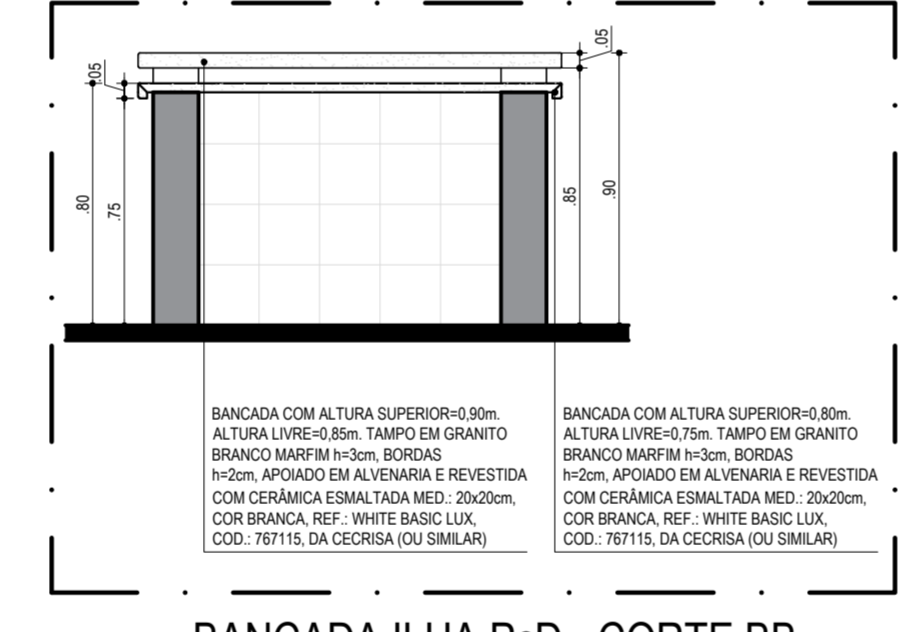 .05
.05
.80
.75
.85
.90
BANCADA COM ALTURA SUPERIOR=0,90m.
ALTURA LIVRE=0,85m. TAMPO EM GRANITO
BRANCO MARFIM h=3cm, BORDAS
h=2cm, APOIADO EM ALVENARIA E REVESTIDA
COM CERÂMICA ESMALTADA MED.: 20x20cm,
COR BRANCA, REF.: WHITE BASIC LUX,
COD.: 767115, DA CECRISA (OU SIMILAR)
BANCADA COM ALTURA SUPERIOR=0,80m.
ALTURA LIVRE=0,75m. TAMPO EM GRANITO
BRANCO MARFIM h=3cm, BORDAS
h=2cm, APOIADO EM ALVENARIA E REVESTIDA
COM CERÂMICA ESMALTADA MED.: 20x20cm,
COR BRANCA, REF.: WHITE BASIC LUX,
COD.: 767115, DA CECRISA (OU SIMILAR)
BANCADA ILHA PcD - CORTE